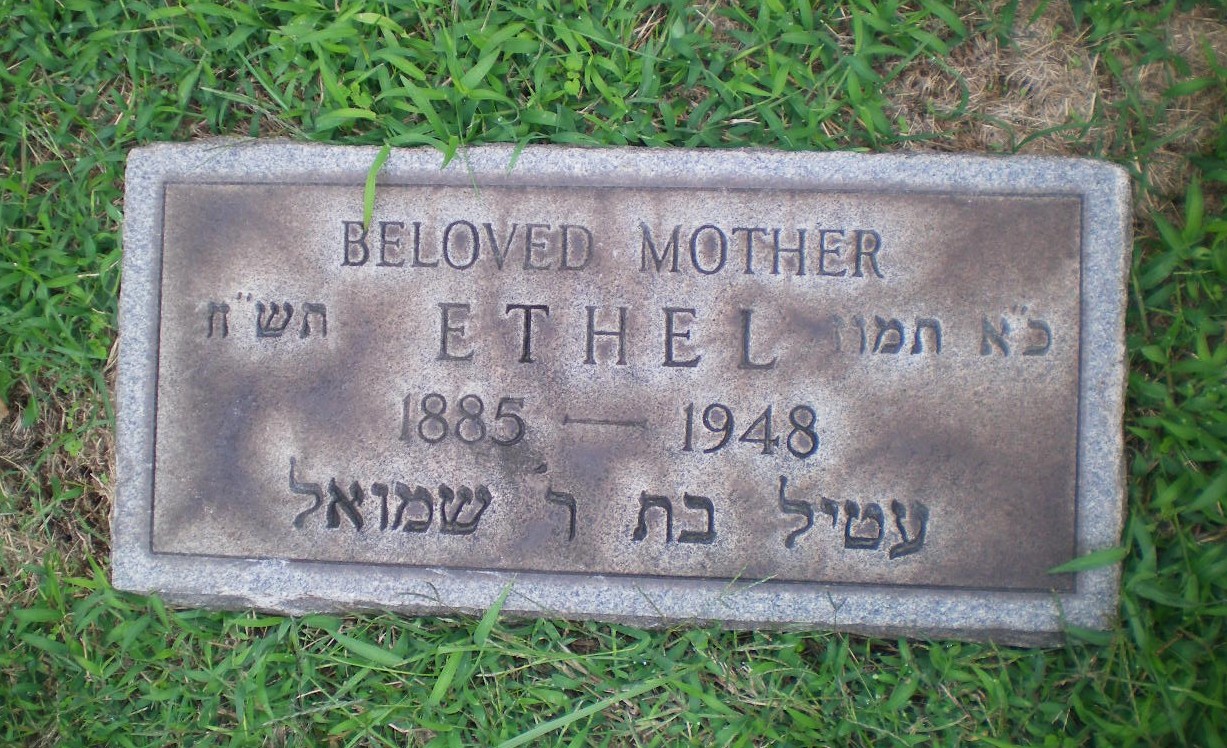 BELOVED MOTHER
כ"א תמוז ETHEL תש"ח
1885 — 1948
עטיל בת ר' שמואל